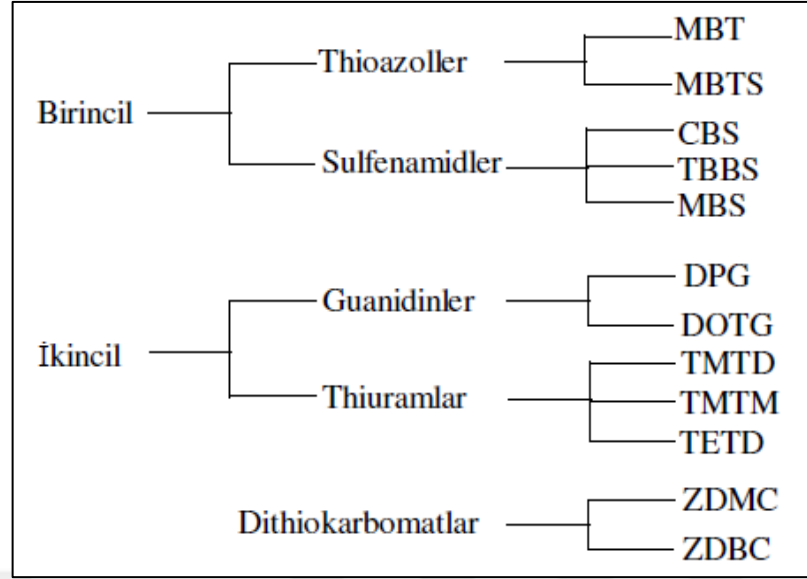 Birincil
Thioazoller
MBT
MBTS
Sulfenamidler
CBS
TBBS
MBS
İkincil
Guanidinler
DPG
DOTG
Thiuramlar
TMTD
TMTM
TETD
Dithiokarbomatlar
ZDMC
ZDBC